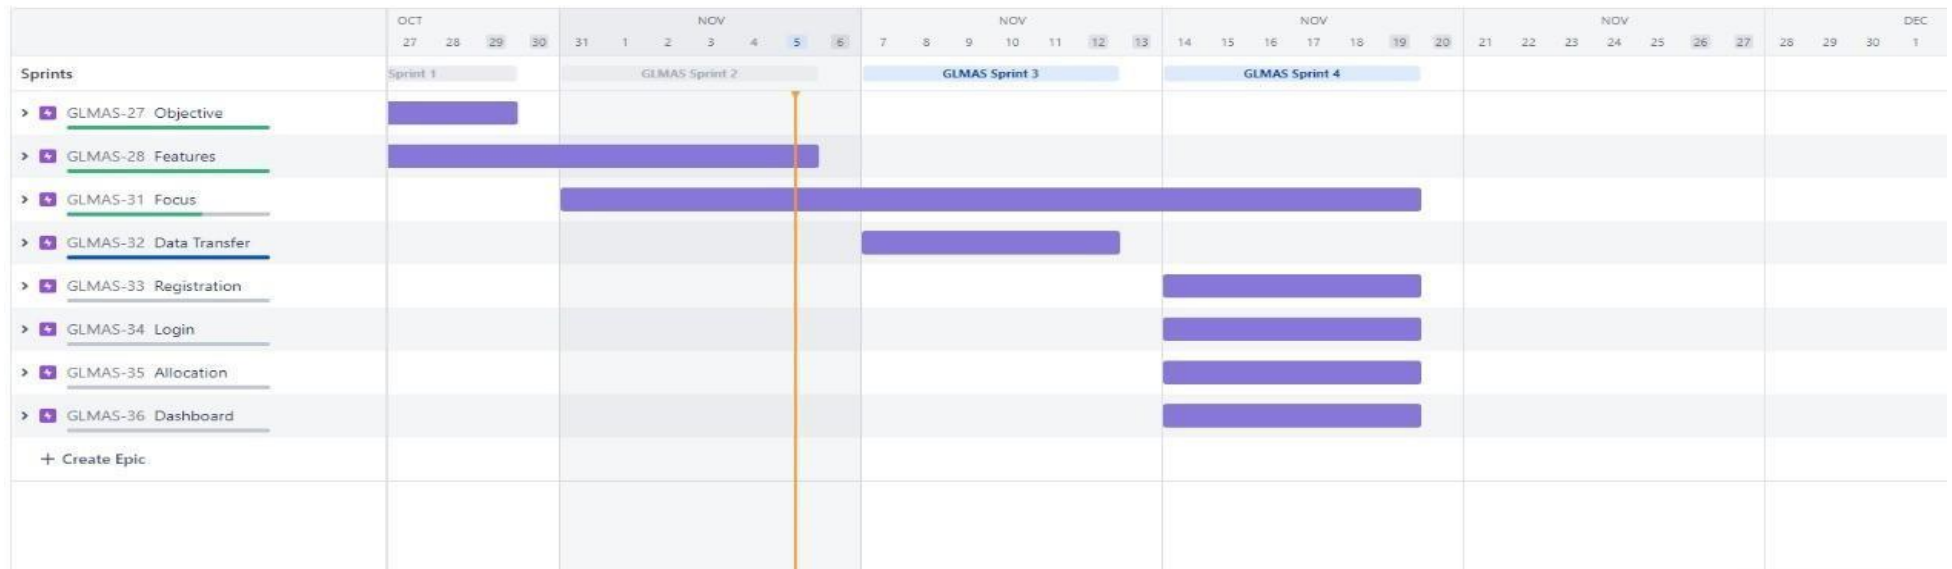 OCT NOV NOV NOV NOV DEC
27 28 29 30 31 1 2 3 4 5 6 7 8 9 10 11 12 13 14 15 16 17 18 19 20 21 22 23 24 25 26 27 28 29 30 1
Sprints Sprint 1 GLMAS Sprint 2 GLMAS Sprint 3 GLMAS Sprint 4
GLMAS-27 Objective
GLMAS-28 Features
GLMAS-31 Focus
GLMAS-32 Data Transfer
GLMAS-33 Registration
GLMAS-34 Login
GLMAS-35 Allocation
GLMAS-36 Dashboard
+ Create Epic